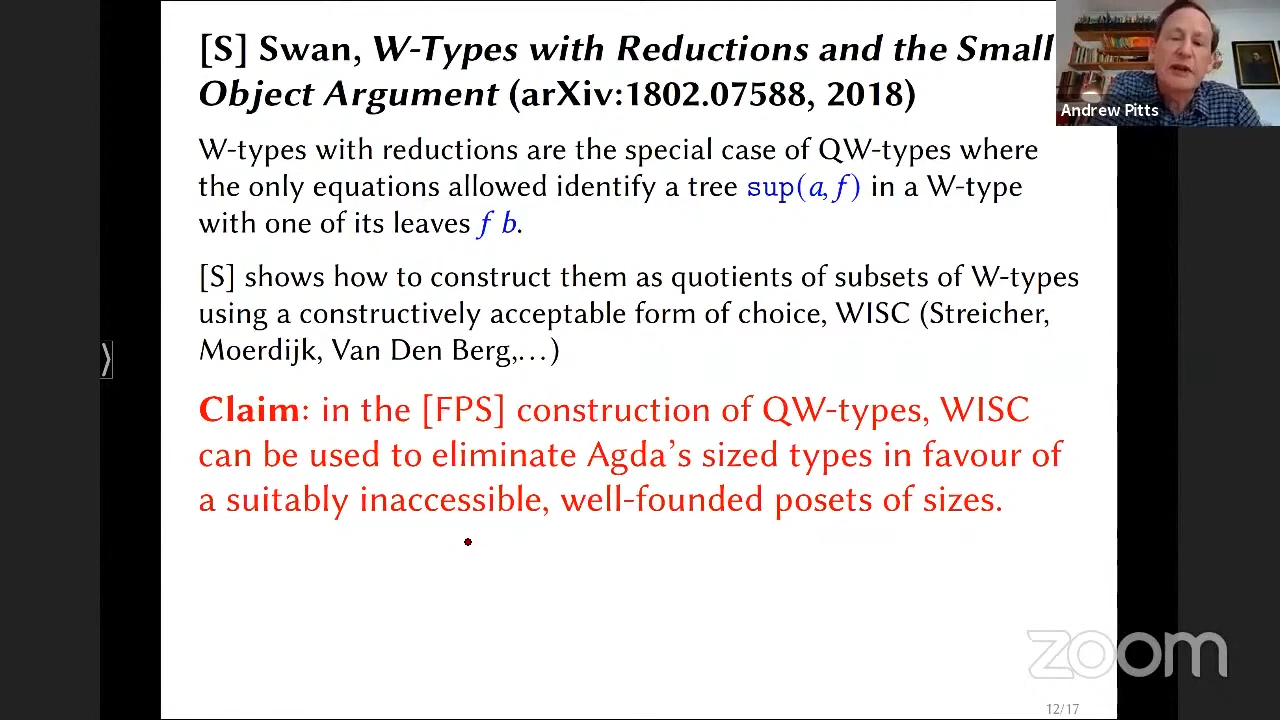 [S] Swan, W-Types with Reductions and the Small
Object Argument (arXiv:1802.07588, 2018)
Andrew Pitts
W-types with reductions are the special case of QW-types where
the only equations allowed identify a tree sup(a, f) in a W-type
with one of its leaves f b.
[S] shows how to construct them as quotients of subsets of W-types
using a constructively acceptable form of choice, WISC (Streicher,
Moerdijk, Van Den Berg,…)
Claim: in the [FPS] construction of QW-types, WISC
can be used to eliminate Agda's sized types in favour of
a suitably inaccessible, well-founded posets of sizes.
zoom
12/17